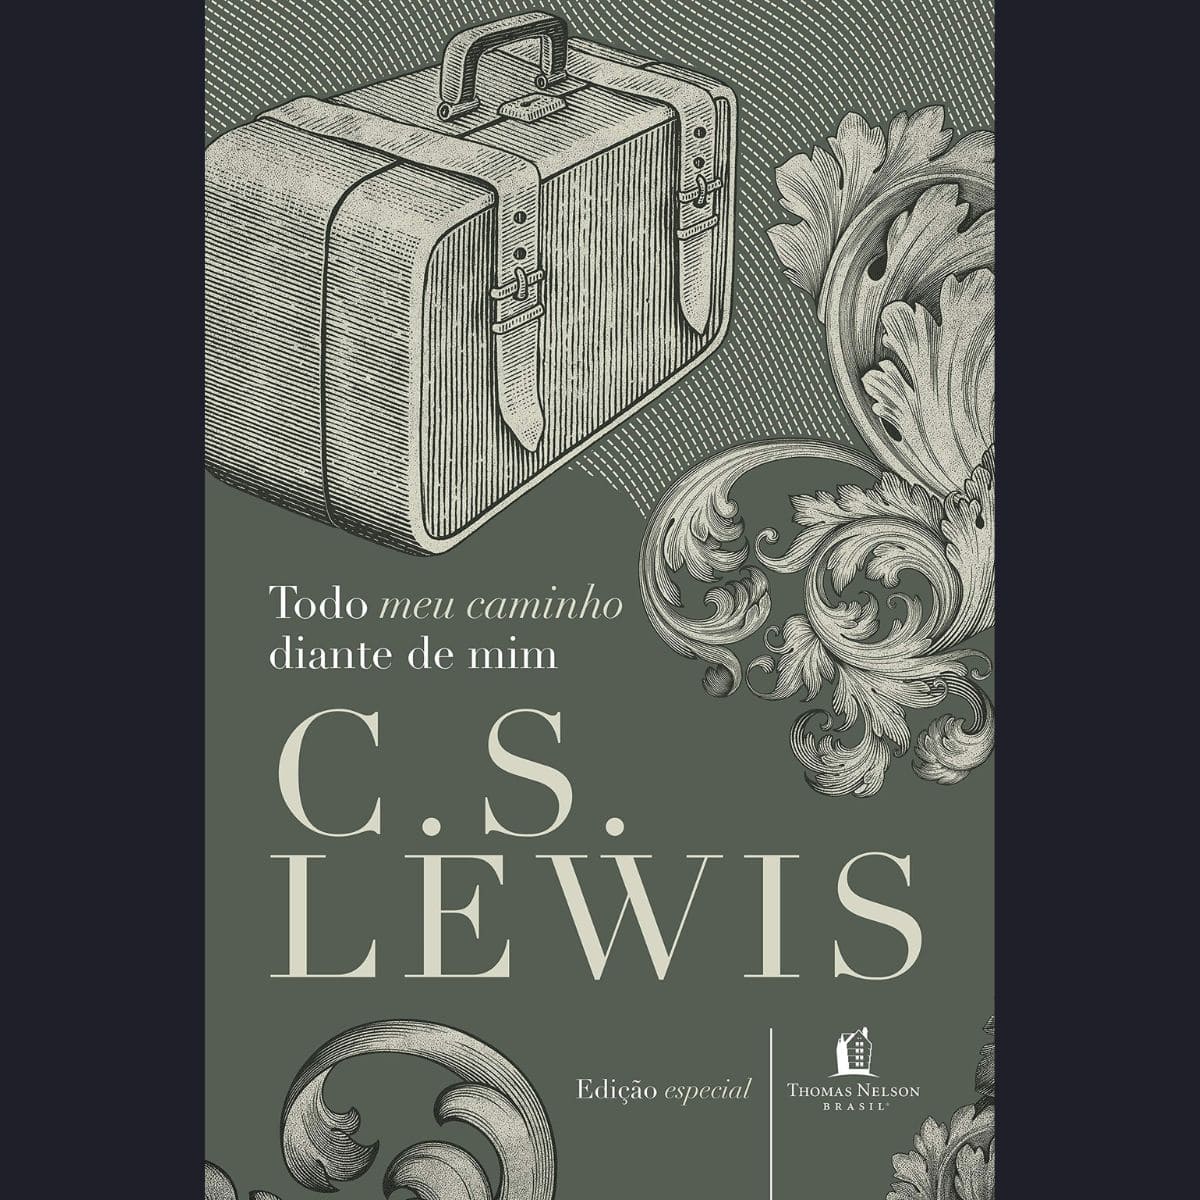 Todo meu caminho
diante de mim
C.S.
LEWIS
Edição especial
THOMAS NELSON
BRASIL®